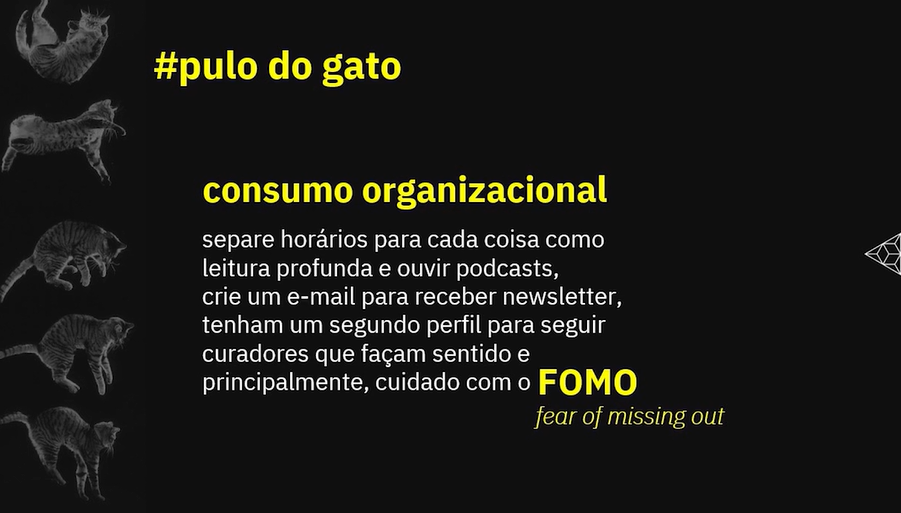 #pulo do gato
consumo organizacional
separe horários para cada coisa como
leitura profunda e ouvir podcasts,
crie um e-mail para receber newsletter,
tenham um segundo perfil para seguir
curadores que façam sentido e
principalmente, cuidado com o FOMO
fear of missing out